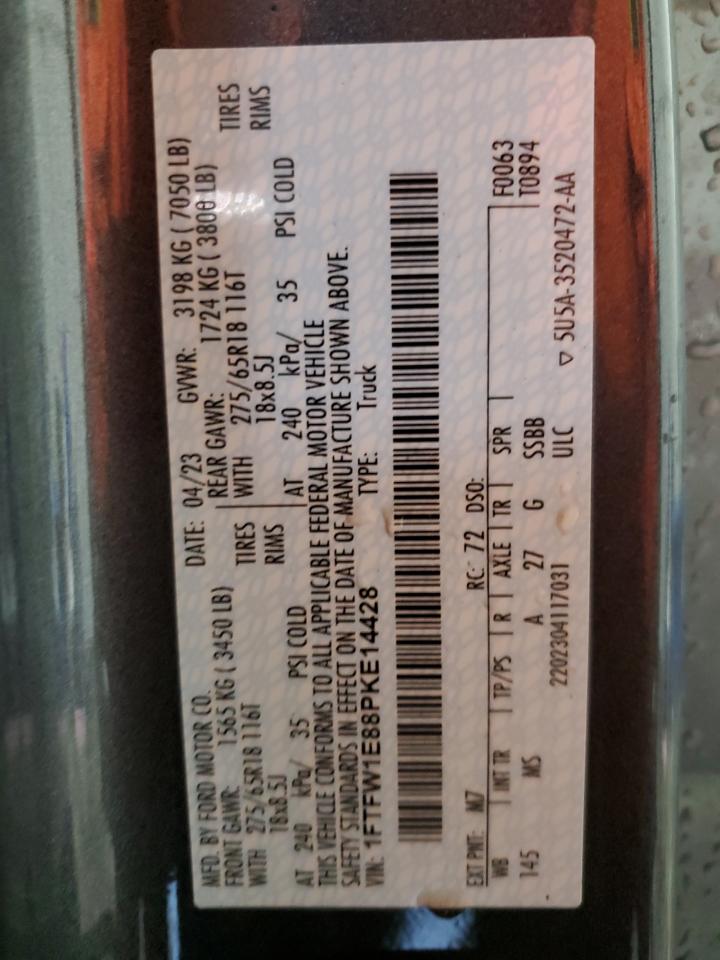 MFD. BY FORD MOTOR CO. DATE: 04/23 GVWR: 3198 KG ( 7050 LB)
FRONT GAWR: 1565 KG ( 3450 LB) REAR GAWR: 1724 KG ( 3800 LB)
WITH 275/65R18 116T TIRES WITH 275/65R18 116T TIRES
18x8.5J RIMS 18x8.5J RIMS
AT 240 kPa/ 35 PSI COLD AT 240 kPa/ 35 PSI COLD
THIS VEHICLE CONFORMS TO ALL APPLICABLE FEDERAL MOTOR VEHICLE
SAFETY STANDARDS IN EFFECT ON THE DATE OF MANUFACTURE SHOWN ABOVE.
VIN: 1FTFW1E88PKE14428 TYPE: Truck
EXT PNT: M7 RC: 72 DSO:
WB INT TR TP/PS R AXLE TR SPR F0063
145 MS A 27 G SSBB T0894
2202304117031 ULC ▽ 5U5A-3520472-AA